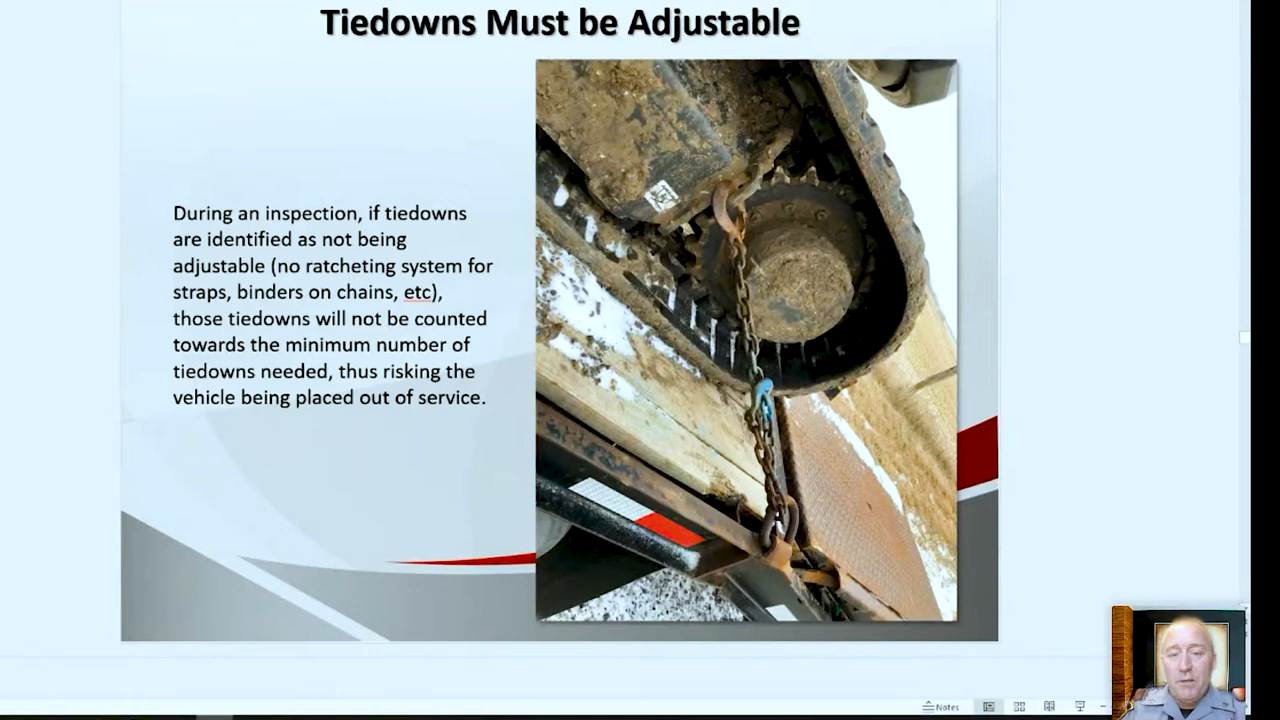 Tiedowns Must be Adjustable
During an inspection, if tiedowns
are identified as not being
adjustable (no ratcheting system for
straps, binders on chains, etc),
those tiedowns will not be counted
towards the minimum number of
tiedowns needed, thus risking the
vehicle being placed out of service.
Notes